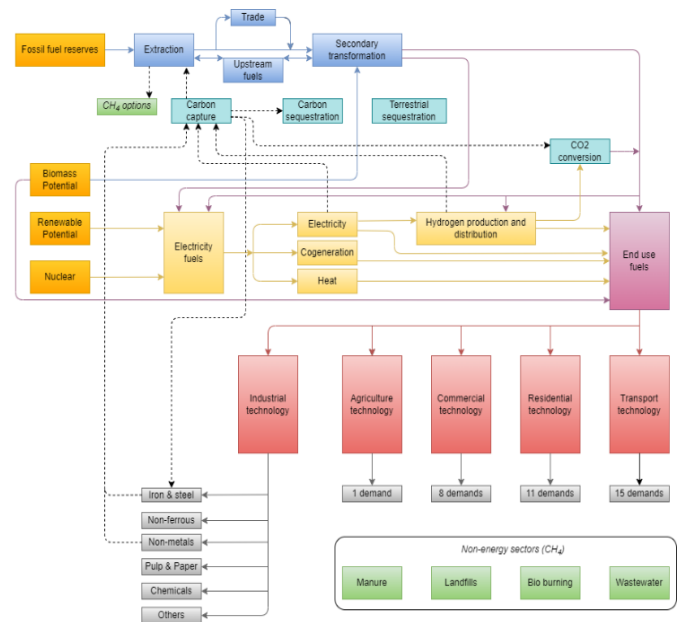 Trade
Fossil fuel reserves
Extraction
Secondary
transformation
Upstream
fuels
CH₄ options
Carbon
capture
Carbon
sequestration
Terrestrial
sequestration
CO2
conversion
Biomass
Potential
Renewable
Potential
Nuclear
Electricity
fuels
Electricity
Cogeneration
Heat
Hydrogen production and
distribution
End use
fuels
Industrial
technology
Agriculture
technology
Commercial
technology
Residential
technology
Transport
technology
Iron & steel
Non-ferrous
Non-metals
Pulp & Paper
Chemicals
Others
1 demand
8 demands
11 demands
15 demands
Non-energy sectors (CH₄)
Manure
Landfills
Bio burning
Wastewater